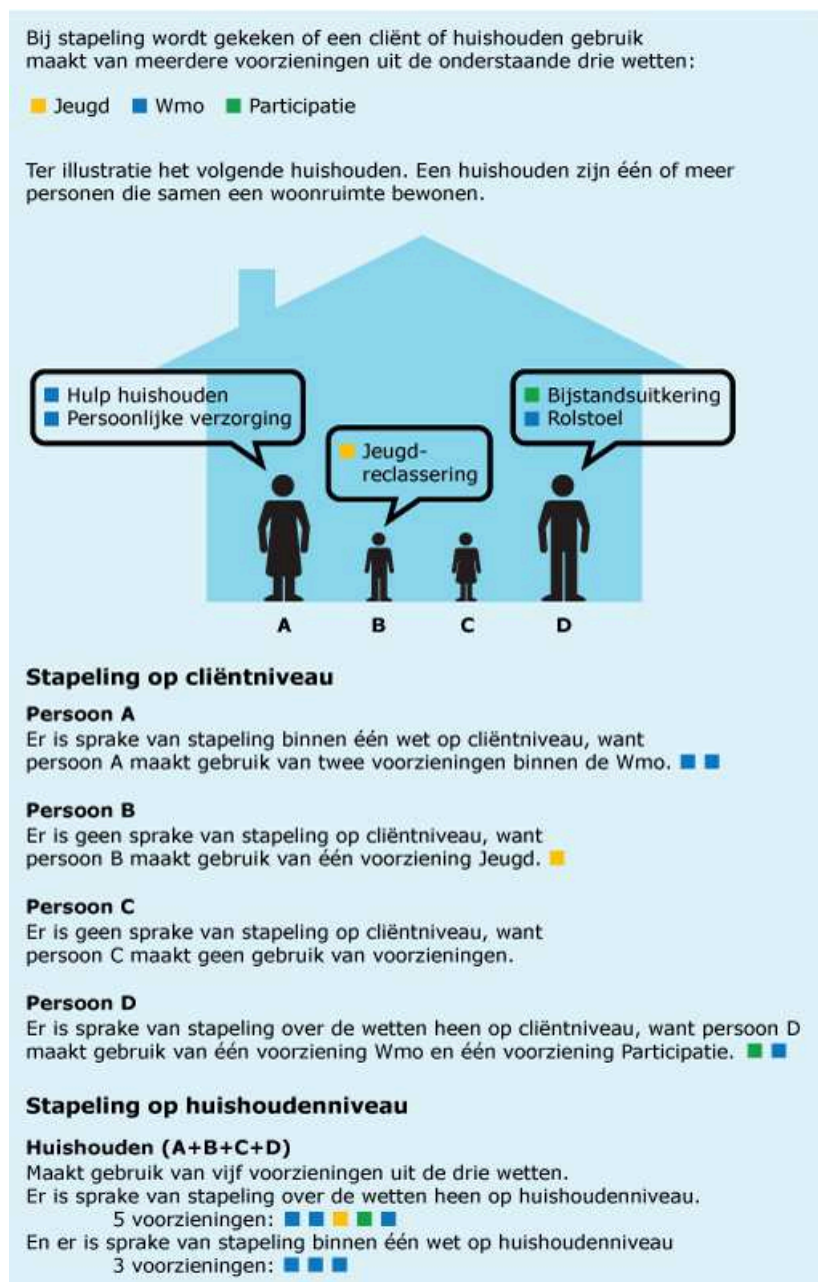 Bij stapeling wordt gekeken of een cliënt of huishouden gebruik
maakt van meerdere voorzieningen uit de onderstaande drie wetten:
Jeugd Wmo Participatie
Ter illustratie het volgende huishouden. Een huishouden zijn één of meer
personen die samen een woonruimte bewonen.
Hulp huishouden
Persoonlijke verzorging
Jeugd-
reclassering
Bijstandsuitkering
Rolstoel
A B C D
Stapeling op cliëntniveau
Persoon A
Er is sprake van stapeling binnen één wet op cliëntniveau, want
persoon A maakt gebruik van twee voorzieningen binnen de Wmo.
Persoon B
Er is geen sprake van stapeling op cliëntniveau, want
persoon B maakt gebruik van één voorziening Jeugd.
Persoon C
Er is geen sprake van stapeling op cliëntniveau, want
persoon C maakt geen gebruik van voorzieningen.
Persoon D
Er is sprake van stapeling over de wetten heen op cliëntniveau, want persoon D
maakt gebruik van één voorziening Wmo en één voorziening Participatie.
Stapeling op huishoudenniveau
Huishouden (A+B+C+D)
Maakt gebruik van vijf voorzieningen uit de drie wetten.
Er is sprake van stapeling over de wetten heen op huishoudenniveau.
5 voorzieningen:
En er is sprake van stapeling binnen één wet op huishoudenniveau
3 voorzieningen: